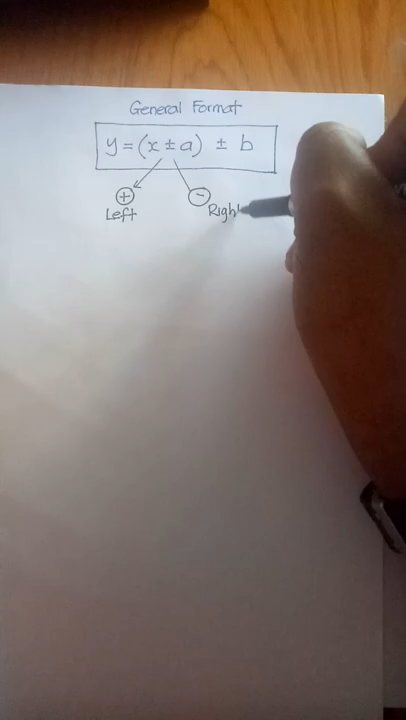 General Format
y = (x ± a) ± b
+ -
Left Righ